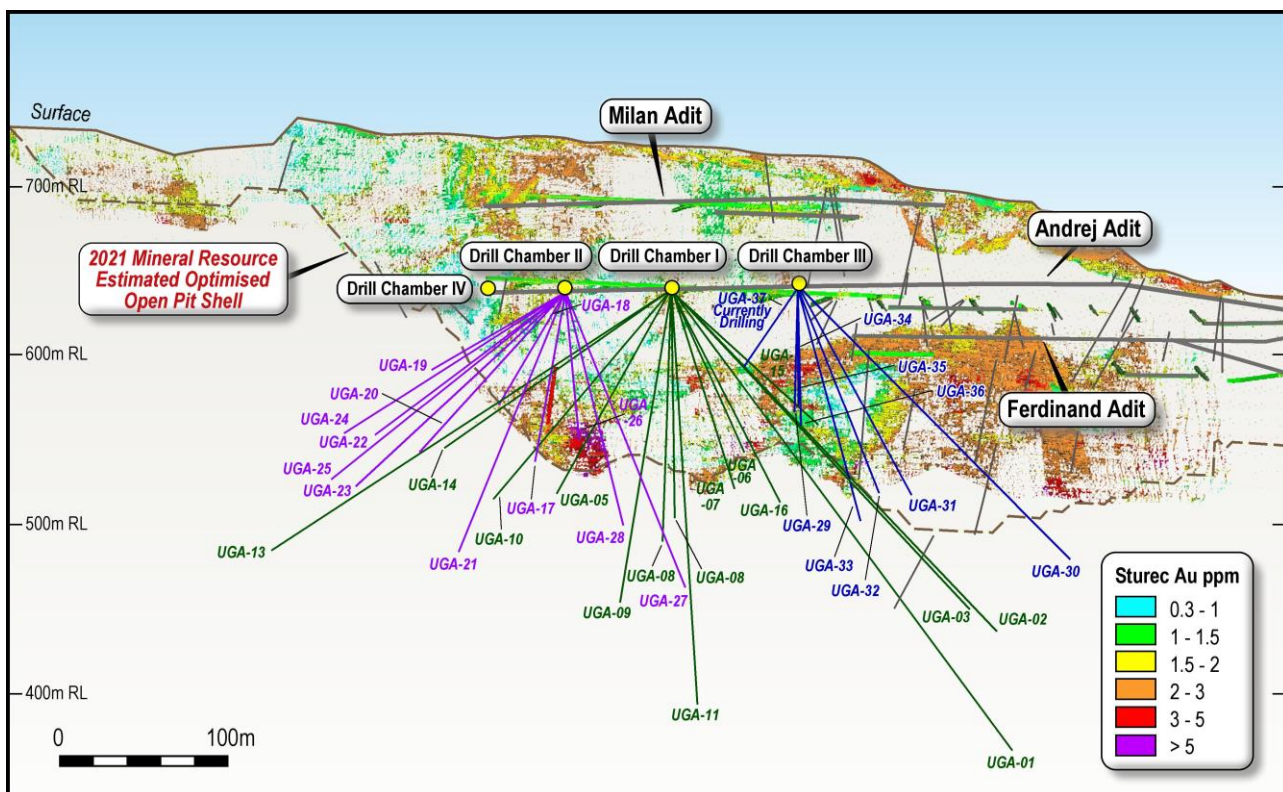 Surface
Milan Adit
700m RL
Andrej Adit
2021 Mineral Resource
Estimated Optimised
Open Pit Shell
Drill Chamber IV
Drill Chamber II
Drill Chamber I
Drill Chamber III
UGA-18
UGA-37
Currently
Drilling
UGA-34
600m RL
UGA-
15
UGA-19
UGA-35
UGA-20
UGA-36
UGA
-26
Ferdinand Adit
UGA-24
UGA-22
UGA-25
UGA-23
UGA-14
UGA-17
UGA-05
UGA
-06
UGA
-07
UGA-16
UGA-29
UGA-31
500m RL
UGA-13
UGA-10
UGA-28
UGA-21
UGA-08
UGA-08
UGA-33
UGA-32
UGA-30
UGA-09
UGA-27
UGA-03
UGA-02
400m RL
UGA-11
UGA-01
0
100m
Sturec Au ppm
0.3 - 1
1 - 1.5
1.5 - 2
2 - 3
3 - 5
> 5